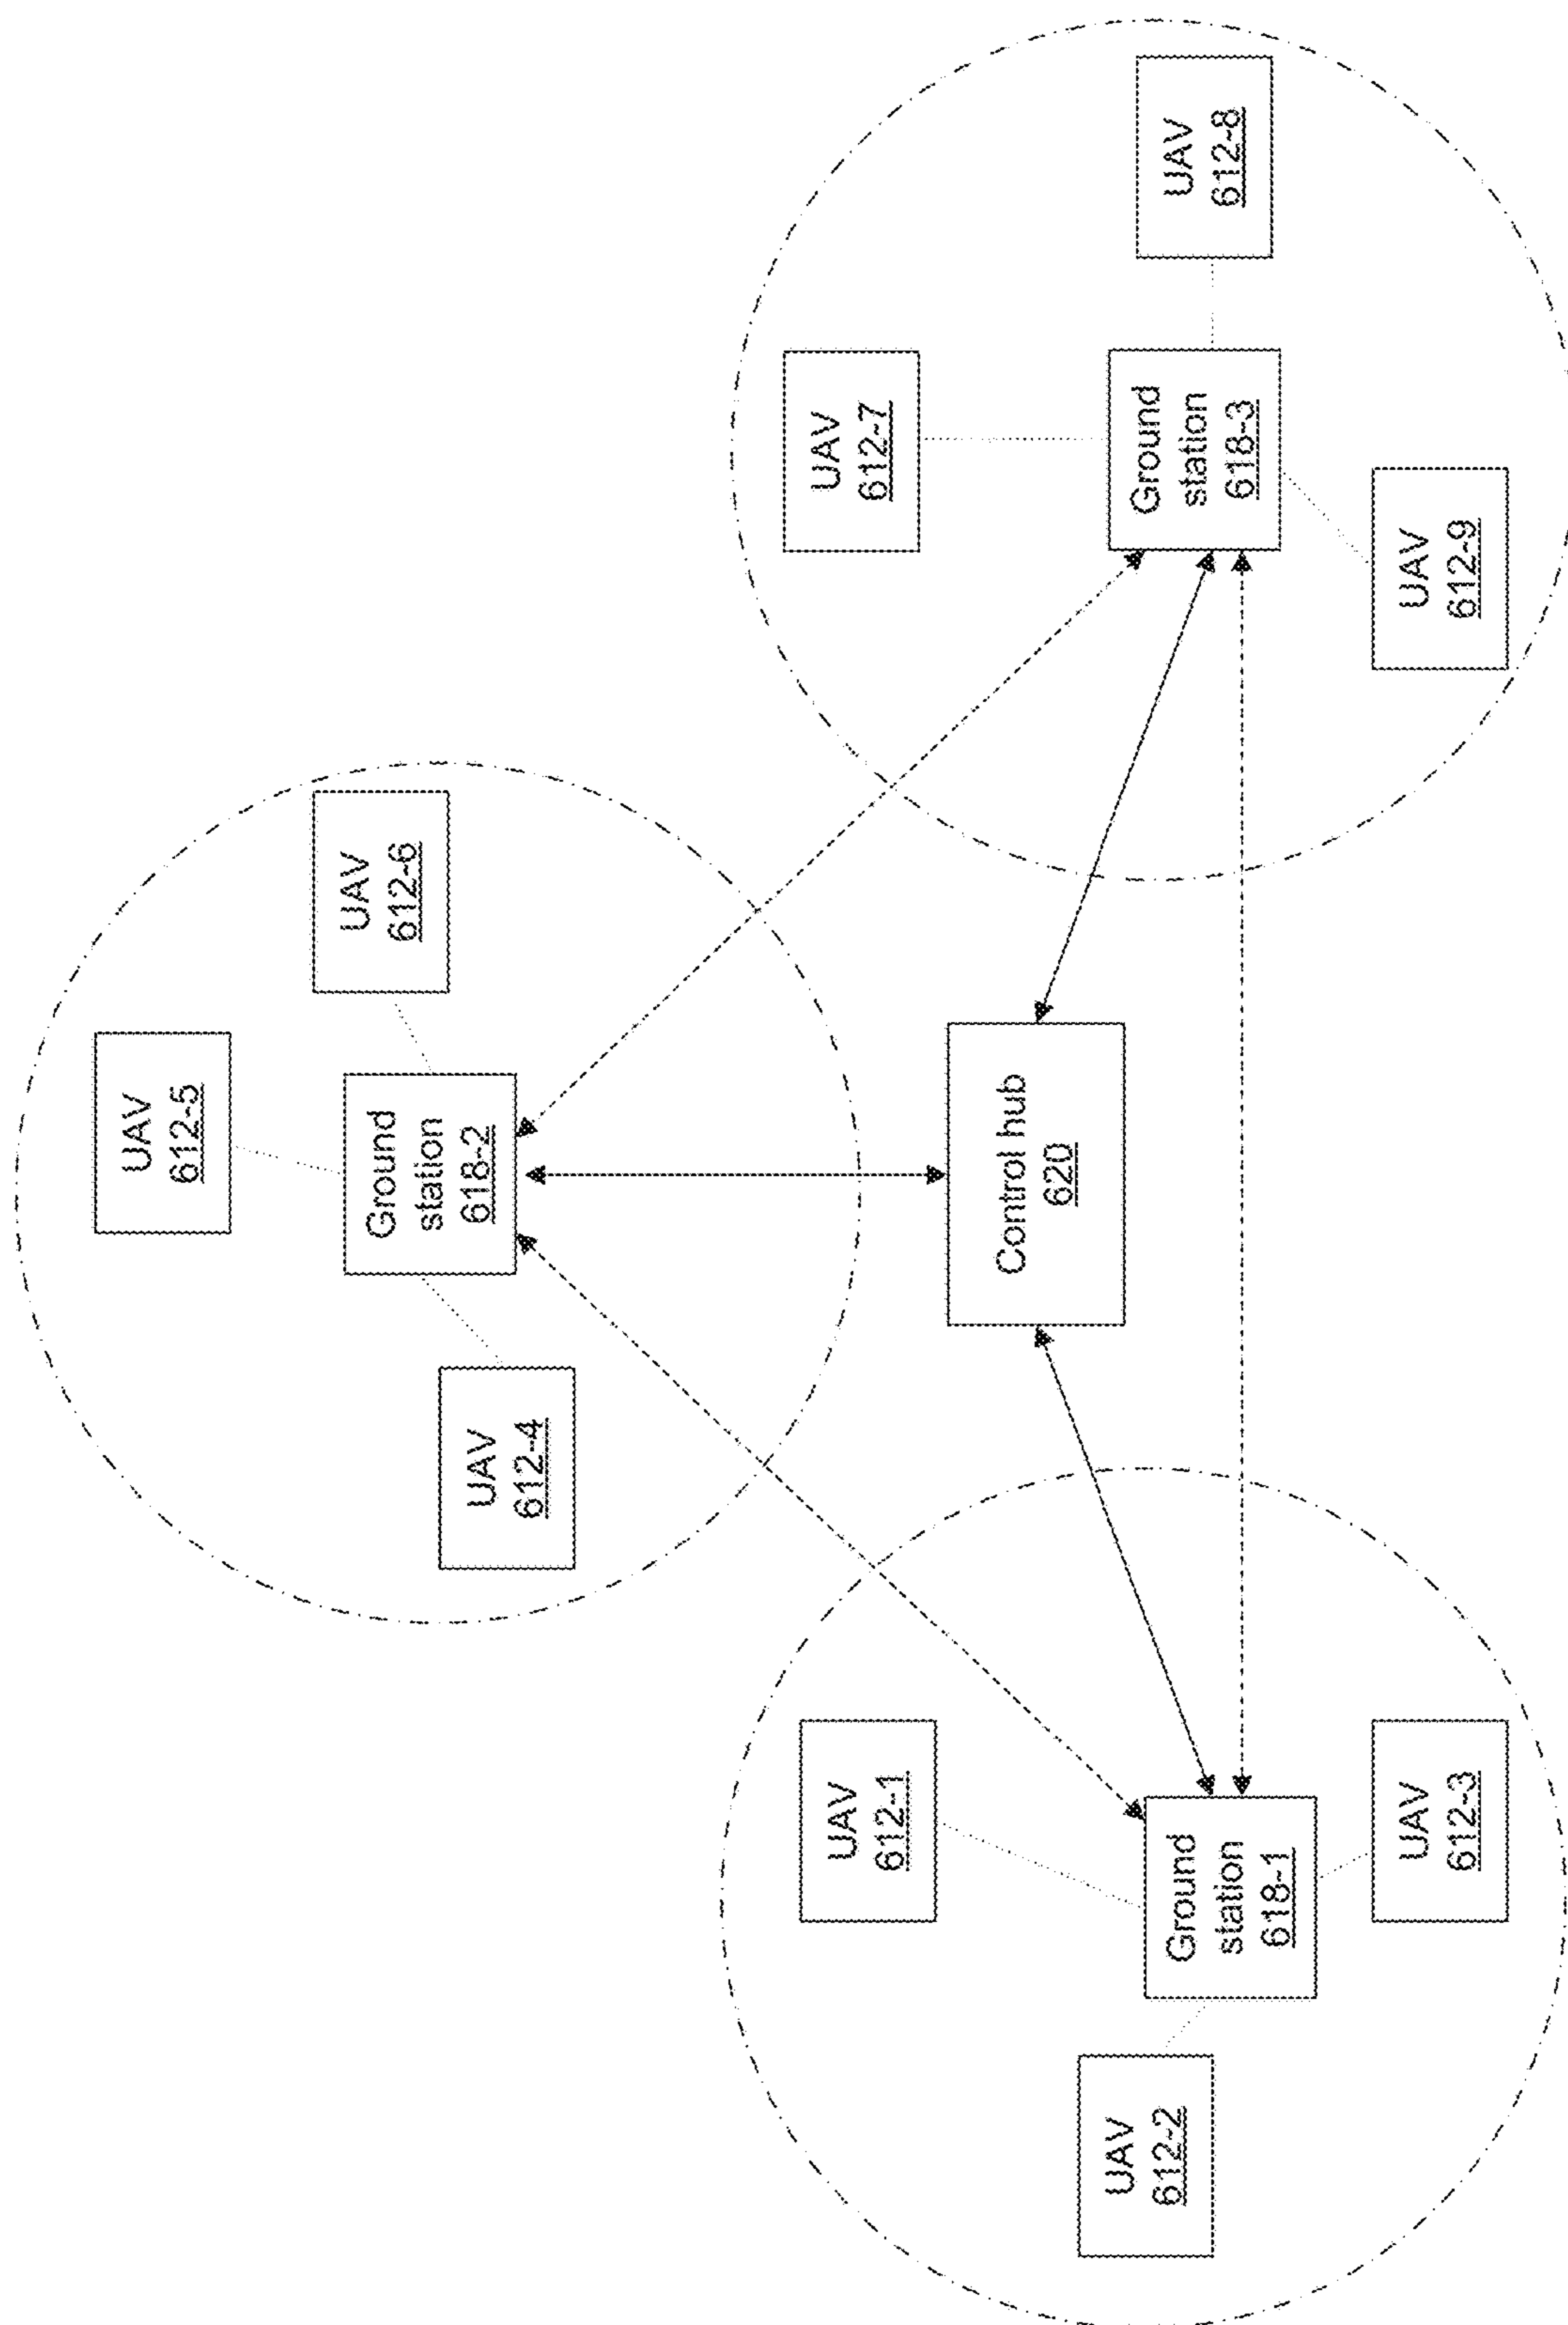 UAV
612-5
UAV
612-4
Ground
station
618-2
UAV
612-6
UAV
612-1
UAV
612-7
Control hub
620
UAV
612-2
Ground
station
618-1
Ground
station
618-3
UAV
612-8
UAV
612-3
UAV
612-9